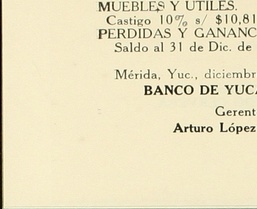 MUEBLES Y UTILES.
Castigo 10% s/ $10,81
PERDIDAS Y GANANC
Saldo al 31 de Dic. de
Mérida, Yuc., diciembr
BANCO DE YUCA
Gerent
Arturo López